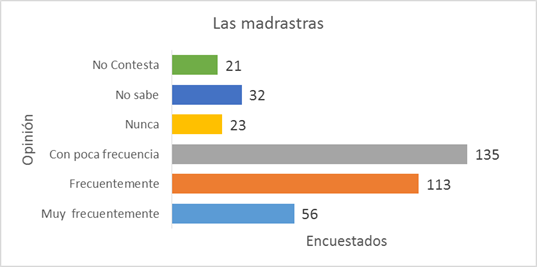 Las madrastras
No Contesta 21
No sabe 32
Nunca 23
Con poca frecuencia 135
Frecuentemente 113
Muy frecuentemente 56
Opinión
Encuestados